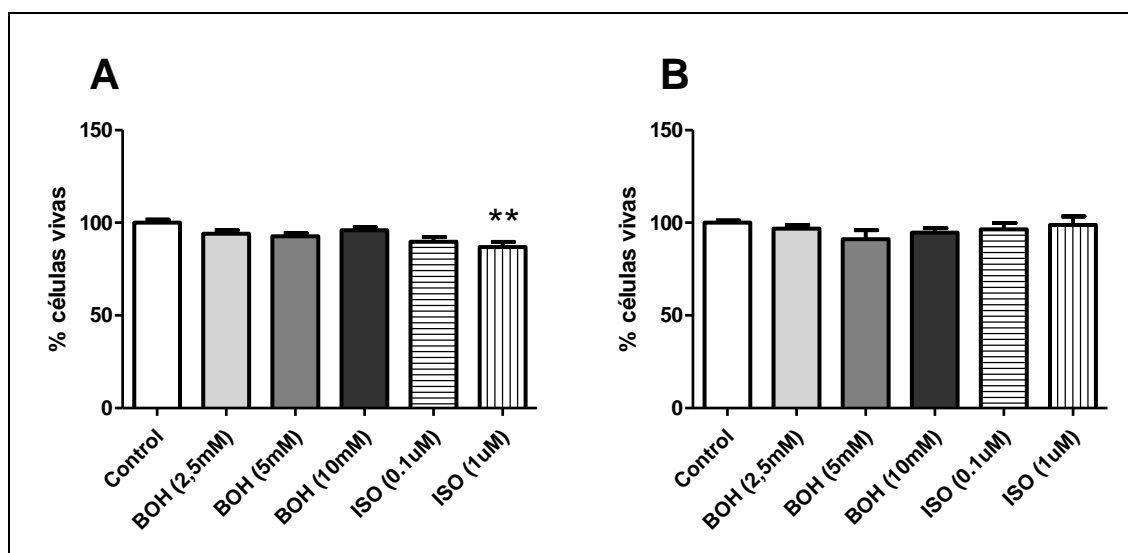 A
% células vivas
150
100
50
0
**
Control
BOH (2,5mM)
BOH (5mM)
BOH (10mM)
ISO (0.1uM)
ISO (1uM)
B
% células vivas
150
100
50
0
Control
BOH (2,5mM)
BOH (5mM)
BOH (10mM)
ISO (0.1uM)
ISO (1uM)